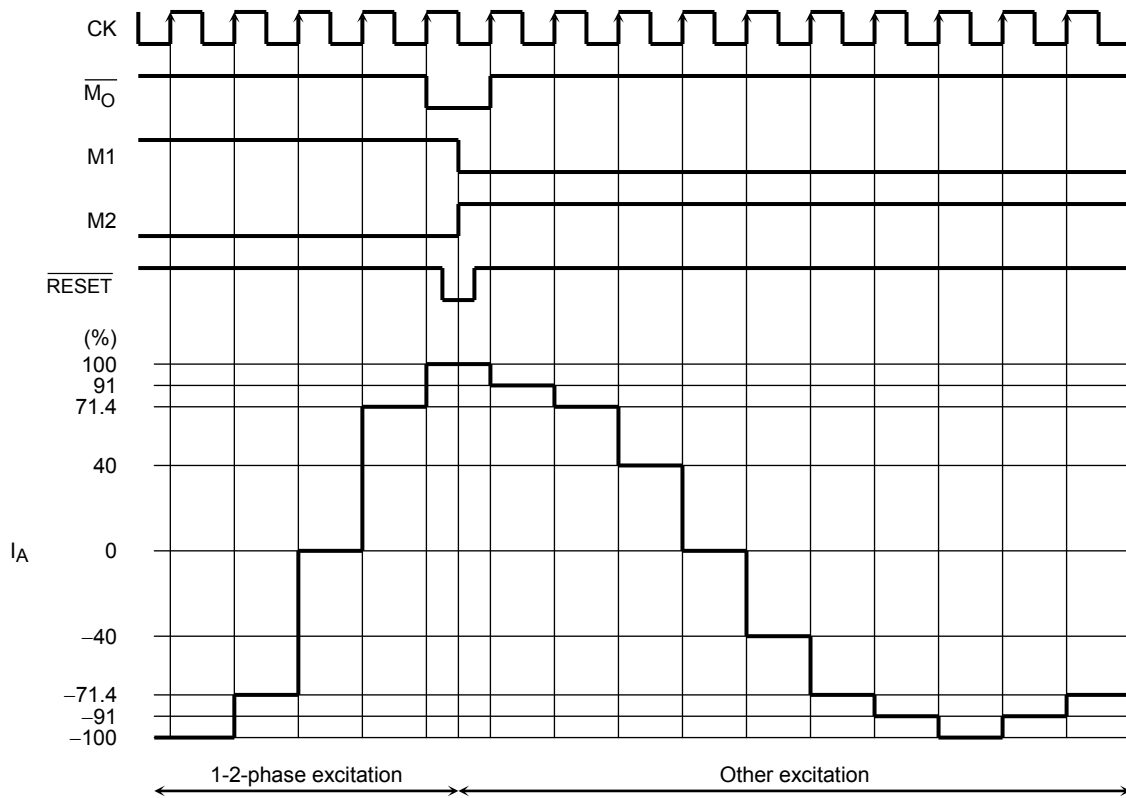 CK
M̅O̅
M1
M2
R̅E̅S̅E̅T̅
(%)
100
91
71.4
40
IA 0
−40
−71.4
−91
−100
1-2-phase excitation Other excitation